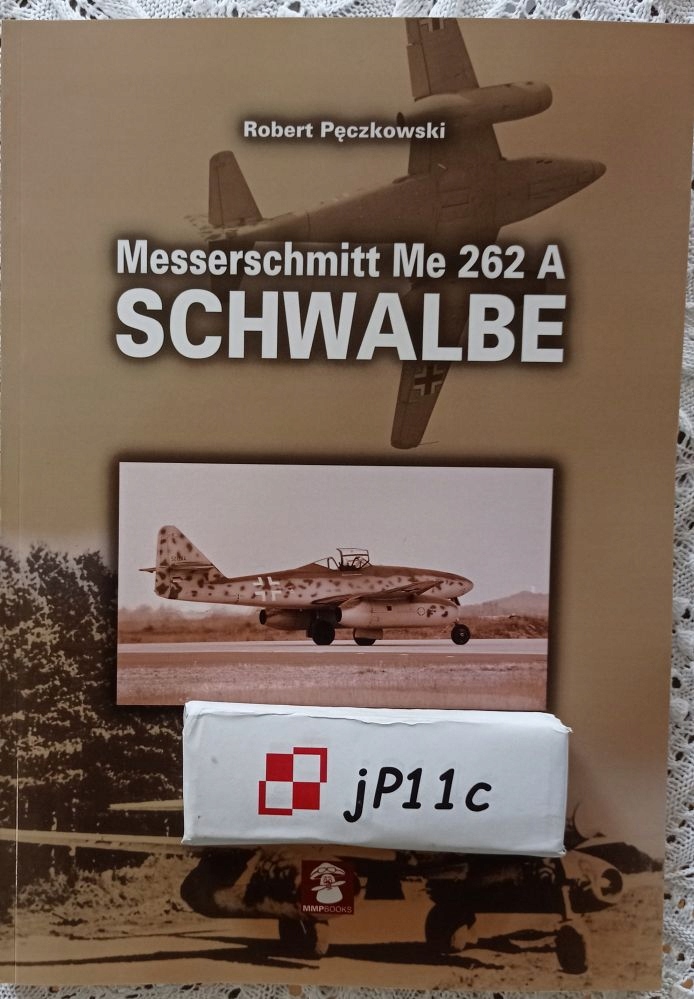 Robert Pęczkowski
Messerschmitt Me 262 A
SCHWALBE
jP11c
MMPBOOKS